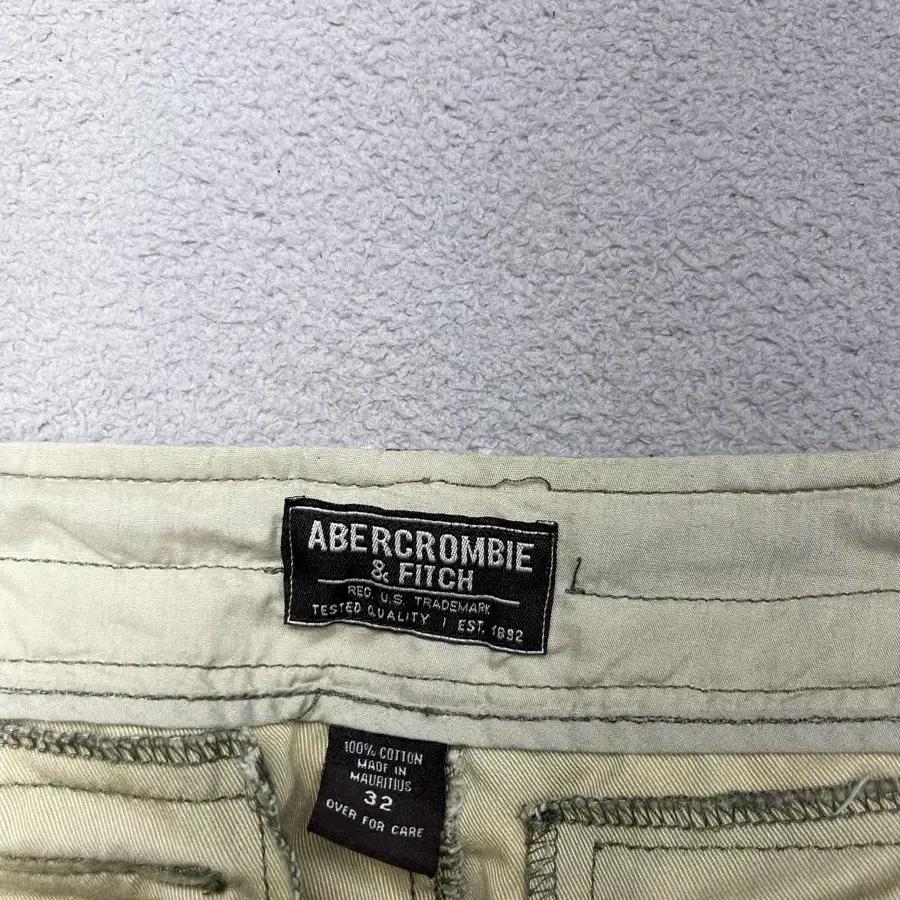 ABERCROMBIE
& FITCH
REG. U.S. TRADEMARK
TESTED QUALITY | EST. 1892
100% COTTON
MADE IN
MAURITIUS
32
OVER FOR CARE